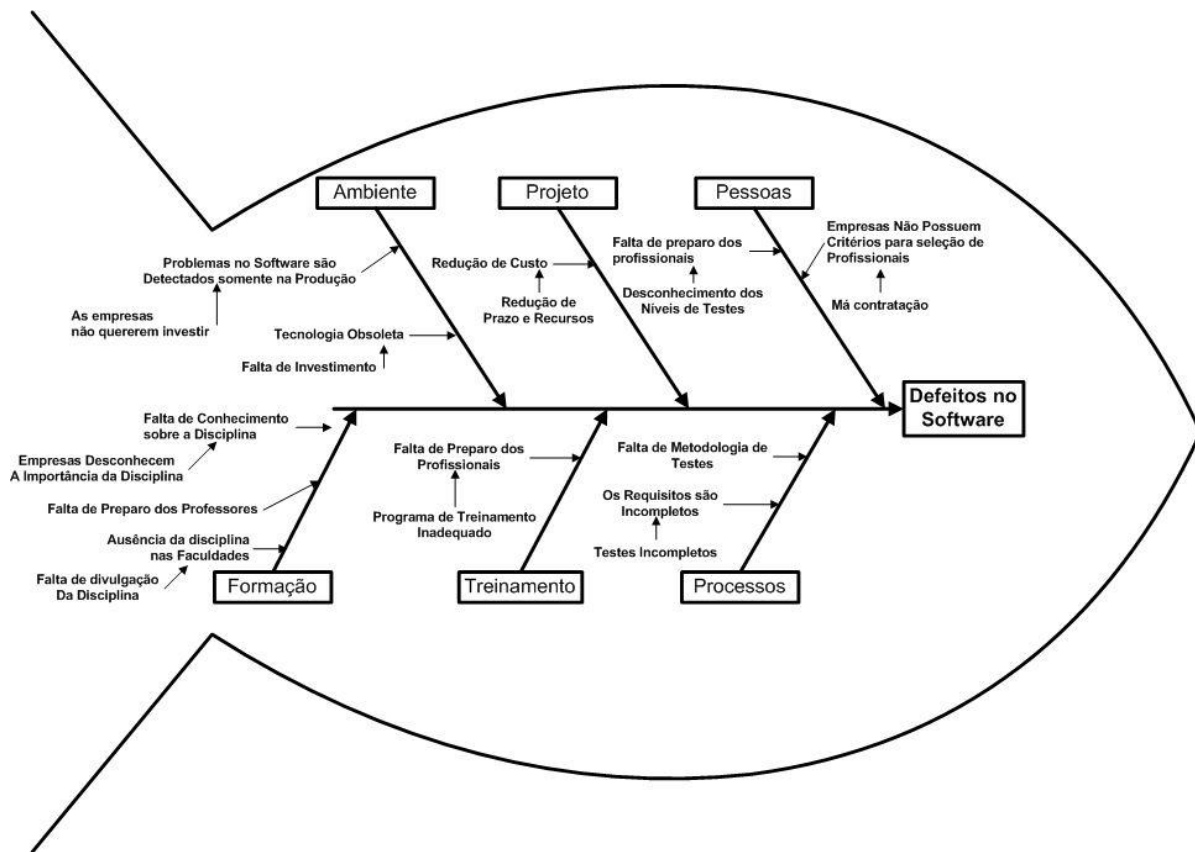 Ambiente
Projeto
Pessoas
Problemas no Software são
Detectados somente na Produção
As empresas
não quererem investir
Tecnologia Obsoleta
Falta de Investimento
Redução de Custo
Redução de
Prazo e Recursos
Falta de preparo dos
profissionais
Desconhecimento dos
Níveis de Testes
Empresas Não Possuem
Critérios para seleção de
Profissionais
Má contratação
Defeitos no
Software
Falta de Conhecimento
sobre a Disciplina
Empresas Desconhecem
A Importância da Disciplina
Falta de Preparo dos Professores
Ausência da disciplina
nas Faculdades
Falta de divulgação
Da Disciplina
Falta de Preparo dos
Profissionais
Programa de Treinamento
Inadequado
Falta de Metodologia de
Testes
Os Requisitos são
Incompletos
Testes Incompletos
Formação
Treinamento
Processos